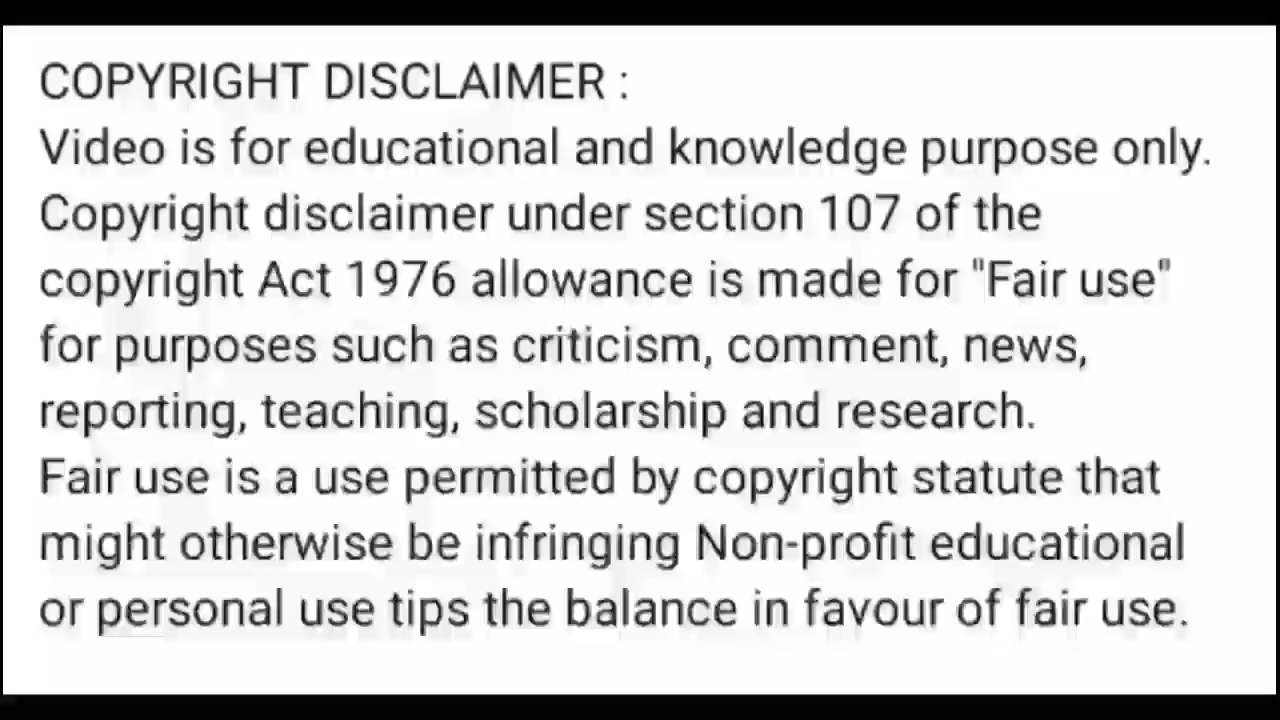 COPYRIGHT DISCLAIMER :
Video is for educational and knowledge purpose only.
Copyright disclaimer under section 107 of the
copyright Act 1976 allowance is made for "Fair use"
for purposes such as criticism, comment, news,
reporting, teaching, scholarship and research.
Fair use is a use permitted by copyright statute that
might otherwise be infringing Non-profit educational
or personal use tips the balance in favour of fair use.